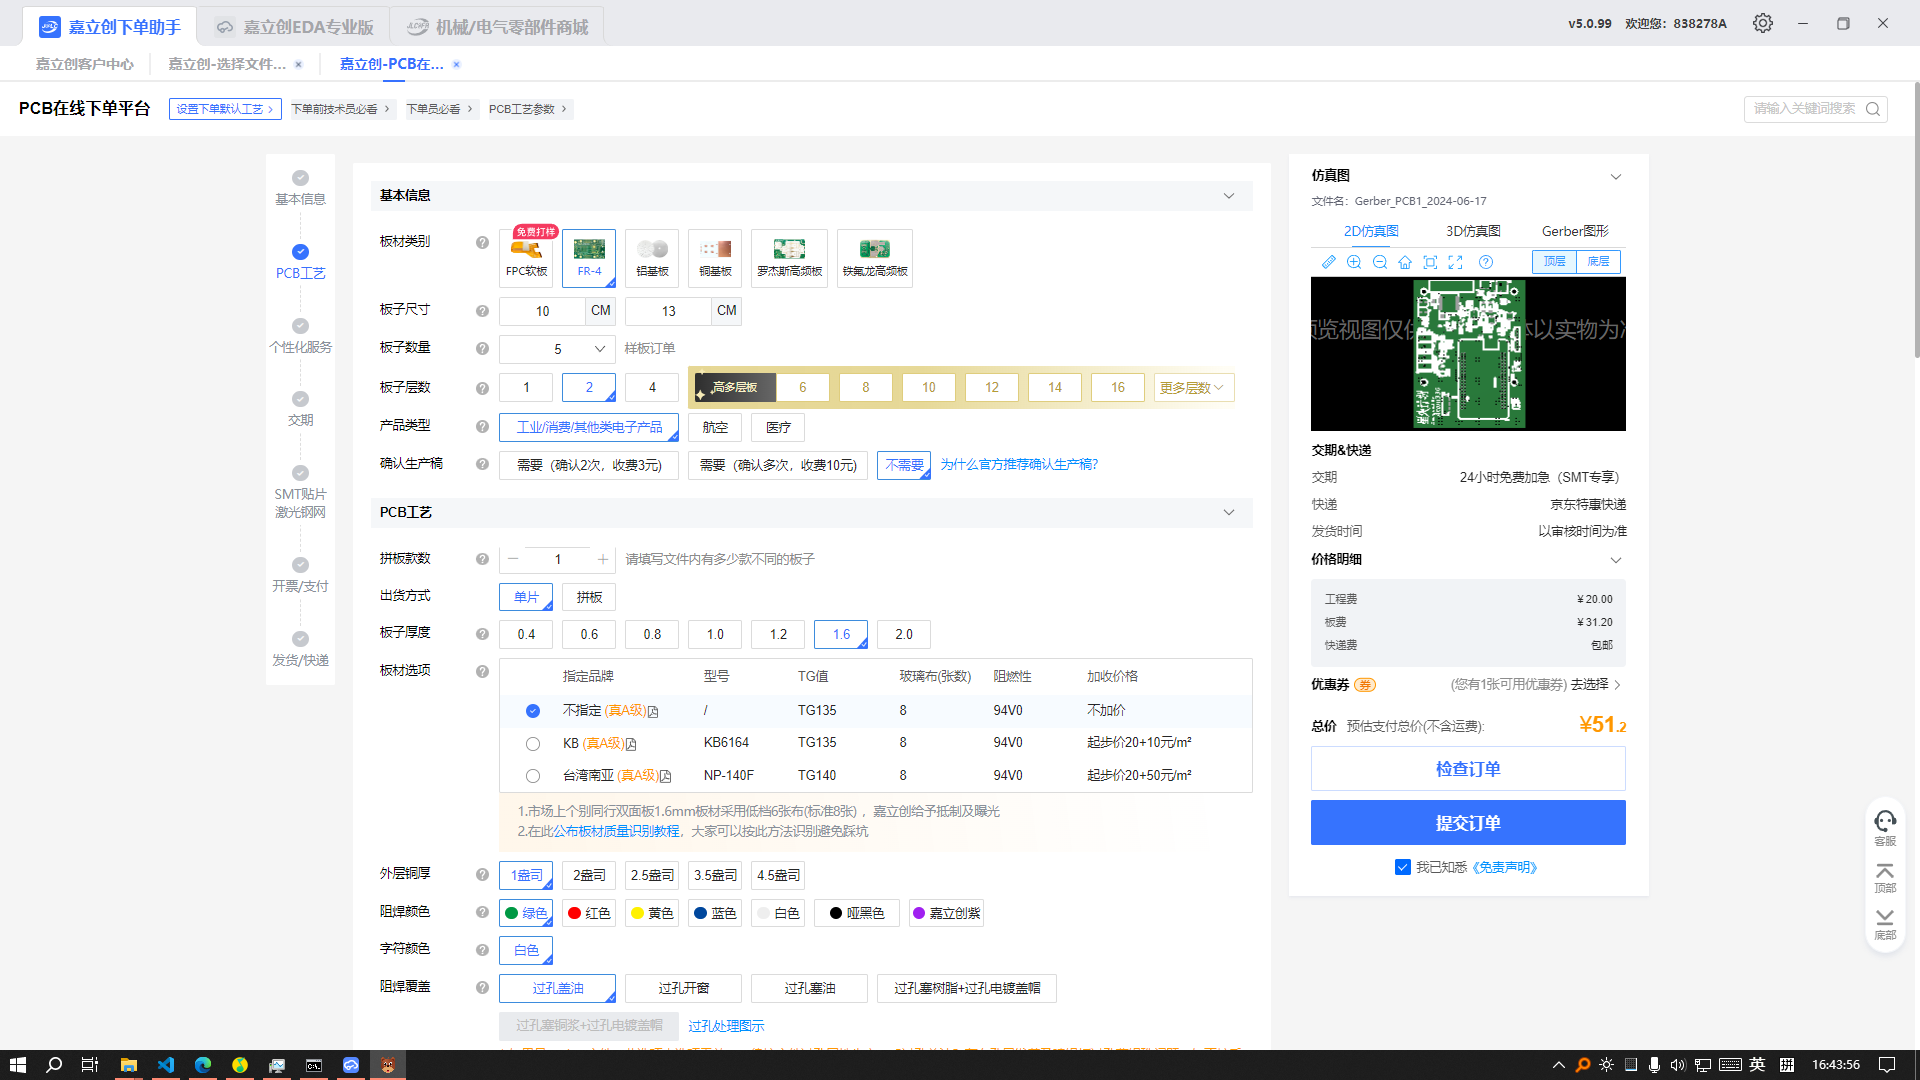 嘉立创下单助手
嘉立创EDA专业版
机械/电气零部件商城
v5.0.99
欢迎您：838278A
嘉立创客户中心
嘉立创-选择文件...
嘉立创-PCB在...
PCB在线下单平台
设置下单默认工艺 >
下单前技术员必看 >
下单员必看 >
PCB工艺参数 >
请输入关键词搜索
基本信息
PCB工艺
个性化服务
交期
SMT贴片
激光钢网
开票/支付
发货/快递
基本信息
板材类别
免费打样
FPC软板
FR-4
铝基板
铜基板
罗杰斯高频板
铁氟龙高频板
板子尺寸
10 CM
13 CM
板子数量
5
样板订单
板子层数
1 2 4
高多层板
6 8 10 12 14 16
更多层数
产品类型
工业/消费/其他类电子产品
航空
医疗
确认生产稿
需要（确认2次，收费3元)
需要（确认多次，收费10元)
不需要
为什么官方推荐确认生产稿?
PCB工艺
拼板款数
1
请填写文件内有多少款不同的板子
出货方式
单片
拼板
板子厚度
0.4 0.6 0.8 1.0 1.2 1.6 2.0
板材选项
指定品牌 型号 TG值 玻璃布(张数) 阻燃性 加收价格
不指定 (真A级) / TG135 8 94V0 不加价
KB (真A级) KB6164 TG135 8 94V0 起步价20+10元/m²
台湾南亚 (真A级) NP-140F TG140 8 94V0 起步价20+50元/m²
1.市场上个别同行双面板1.6mm板材采用低档6张布(标准8张) ，嘉立创给予抵制及曝光
2.在此公布板材质量识别教程，大家可以按此方法识别避免踩坑
外层铜厚
1盎司 2盎司 2.5盎司 3.5盎司 4.5盎司
阻焊颜色
绿色 红色 黄色 蓝色 白色 哑黑色 嘉立创紫
字符颜色
白色
阻焊覆盖
过孔盖油
过孔开窗
过孔塞油
过孔塞树脂+过孔电镀盖帽
过孔塞铜浆+过孔电镀盖帽
过孔处理图示
仿真图
文件名：Gerber_PCB1_2024-06-17
2D仿真图
3D仿真图
Gerber图形
顶层
底层
交期&快递
交期 24小时免费加急（SMT专享）
快递 京东特惠快递
发货时间 以审核时间为准
价格明细
工程费 ¥ 20.00
板费 ¥ 31.20
快递费 包邮
优惠券 券 (您有1张可用优惠券) 去选择 >
总价 预估支付总价(不含运费): ¥51.2
检查订单
提交订单
我已知悉《免责声明》
客服
顶部
底部
英
拼
16:43:56